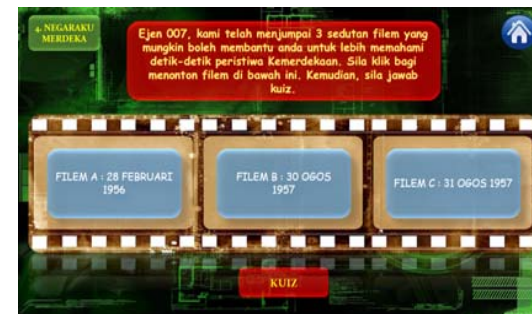 4. NEGARAKU
MERDEKA
Ejen 007, kami telah menjumpai 3 sedutan filem yang
mungkin boleh membantu anda untuk lebih memahami
detik-detik peristiwa Kemerdekaan. Sila klik bagi
menonton filem di bawah ini. Kemudian, sila jawab
kuiz.
FILEM A : 28 FEBRUARI
1956
FILEM B : 30 OGOS
1957
FILEM C : 31 OGOS 1957
KUIZ